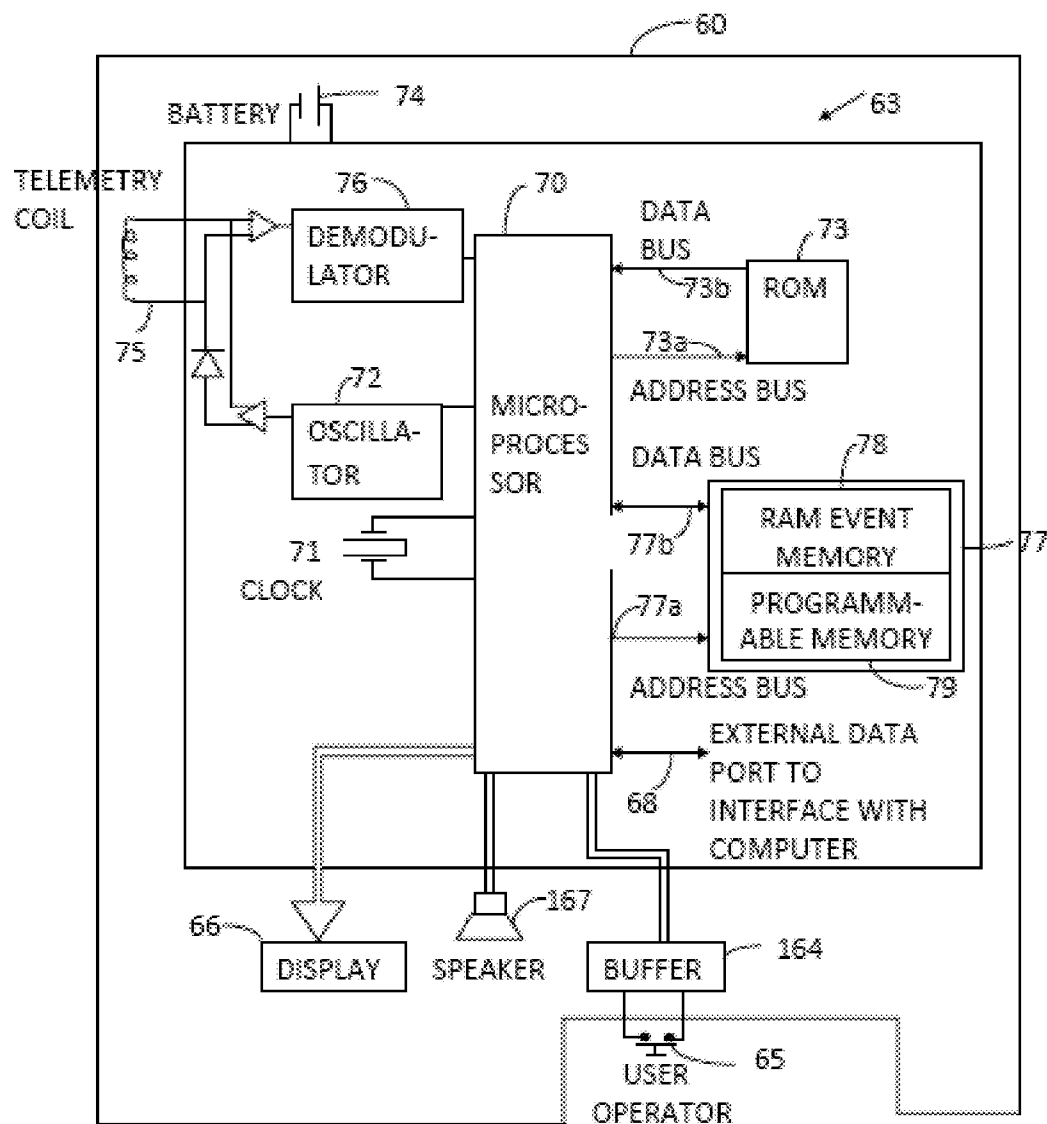 60
BATTERY
74
63
TELEMETRY
COIL
75
76
DEMODU-
LATOR
70
DATA
BUS
73b
73
ROM
73a
ADDRESS BUS
72
OSCILLA-
TOR
MICRO-
PROCES
SOR
DATA BUS
77b
78
RAM EVENT
MEMORY
77
71
CLOCK
77a
PROGRAMM-
ABLE MEMORY
79
ADDRESS BUS
68
EXTERNAL DATA
PORT TO
INTERFACE WITH
COMPUTER
66
DISPLAY
167
SPEAKER
BUFFER
164
65
USER
OPERATOR